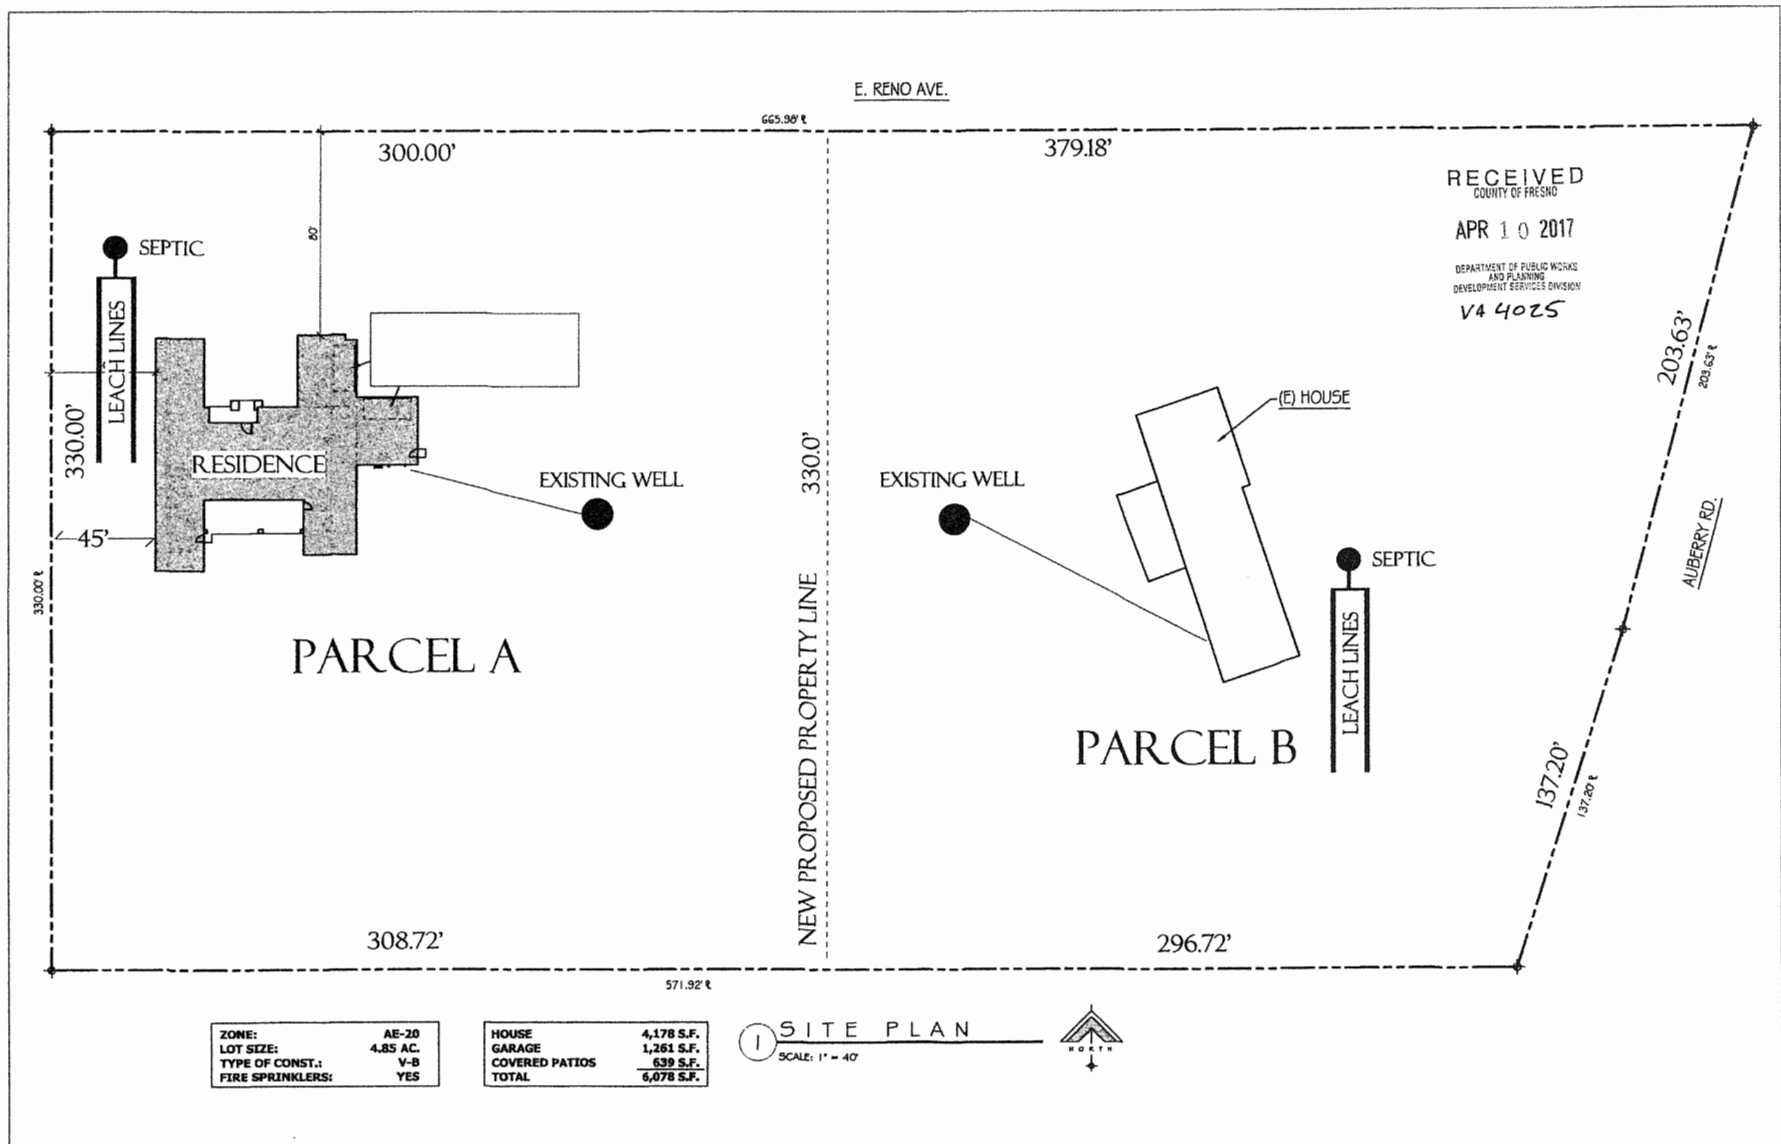 E. RENO AVE.
665.98' ℄
300.00'
379.18'
RECEIVED
COUNTY OF FRESNO
APR 10 2017
DEPARTMENT OF PUBLIC WORKS
AND PLANNING
DEVELOPMENT SERVICES DIVISION
VA 4025
SEPTIC
LEACH LINES
80'
203.63'
203.63' ℄
(E) HOUSE
330.00'
RESIDENCE
EXISTING WELL
330.0'
EXISTING WELL
AUBERRY RD.
45'
330.00' ℄
SEPTIC
LEACH LINES
PARCEL A
NEW PROPOSED PROPERTY LINE
PARCEL B
137.20'
137.20' ℄
308.72'
296.72'
571.92' ℄
ZONE: AE-20
LOT SIZE: 4.85 AC.
TYPE OF CONST.: V-B
FIRE SPRINKLERS: YES
HOUSE 4,178 S.F.
GARAGE 1,261 S.F.
COVERED PATIOS 639 S.F.
TOTAL 6,078 S.F.
1 SITE PLAN
SCALE: 1" = 40'
NORTH